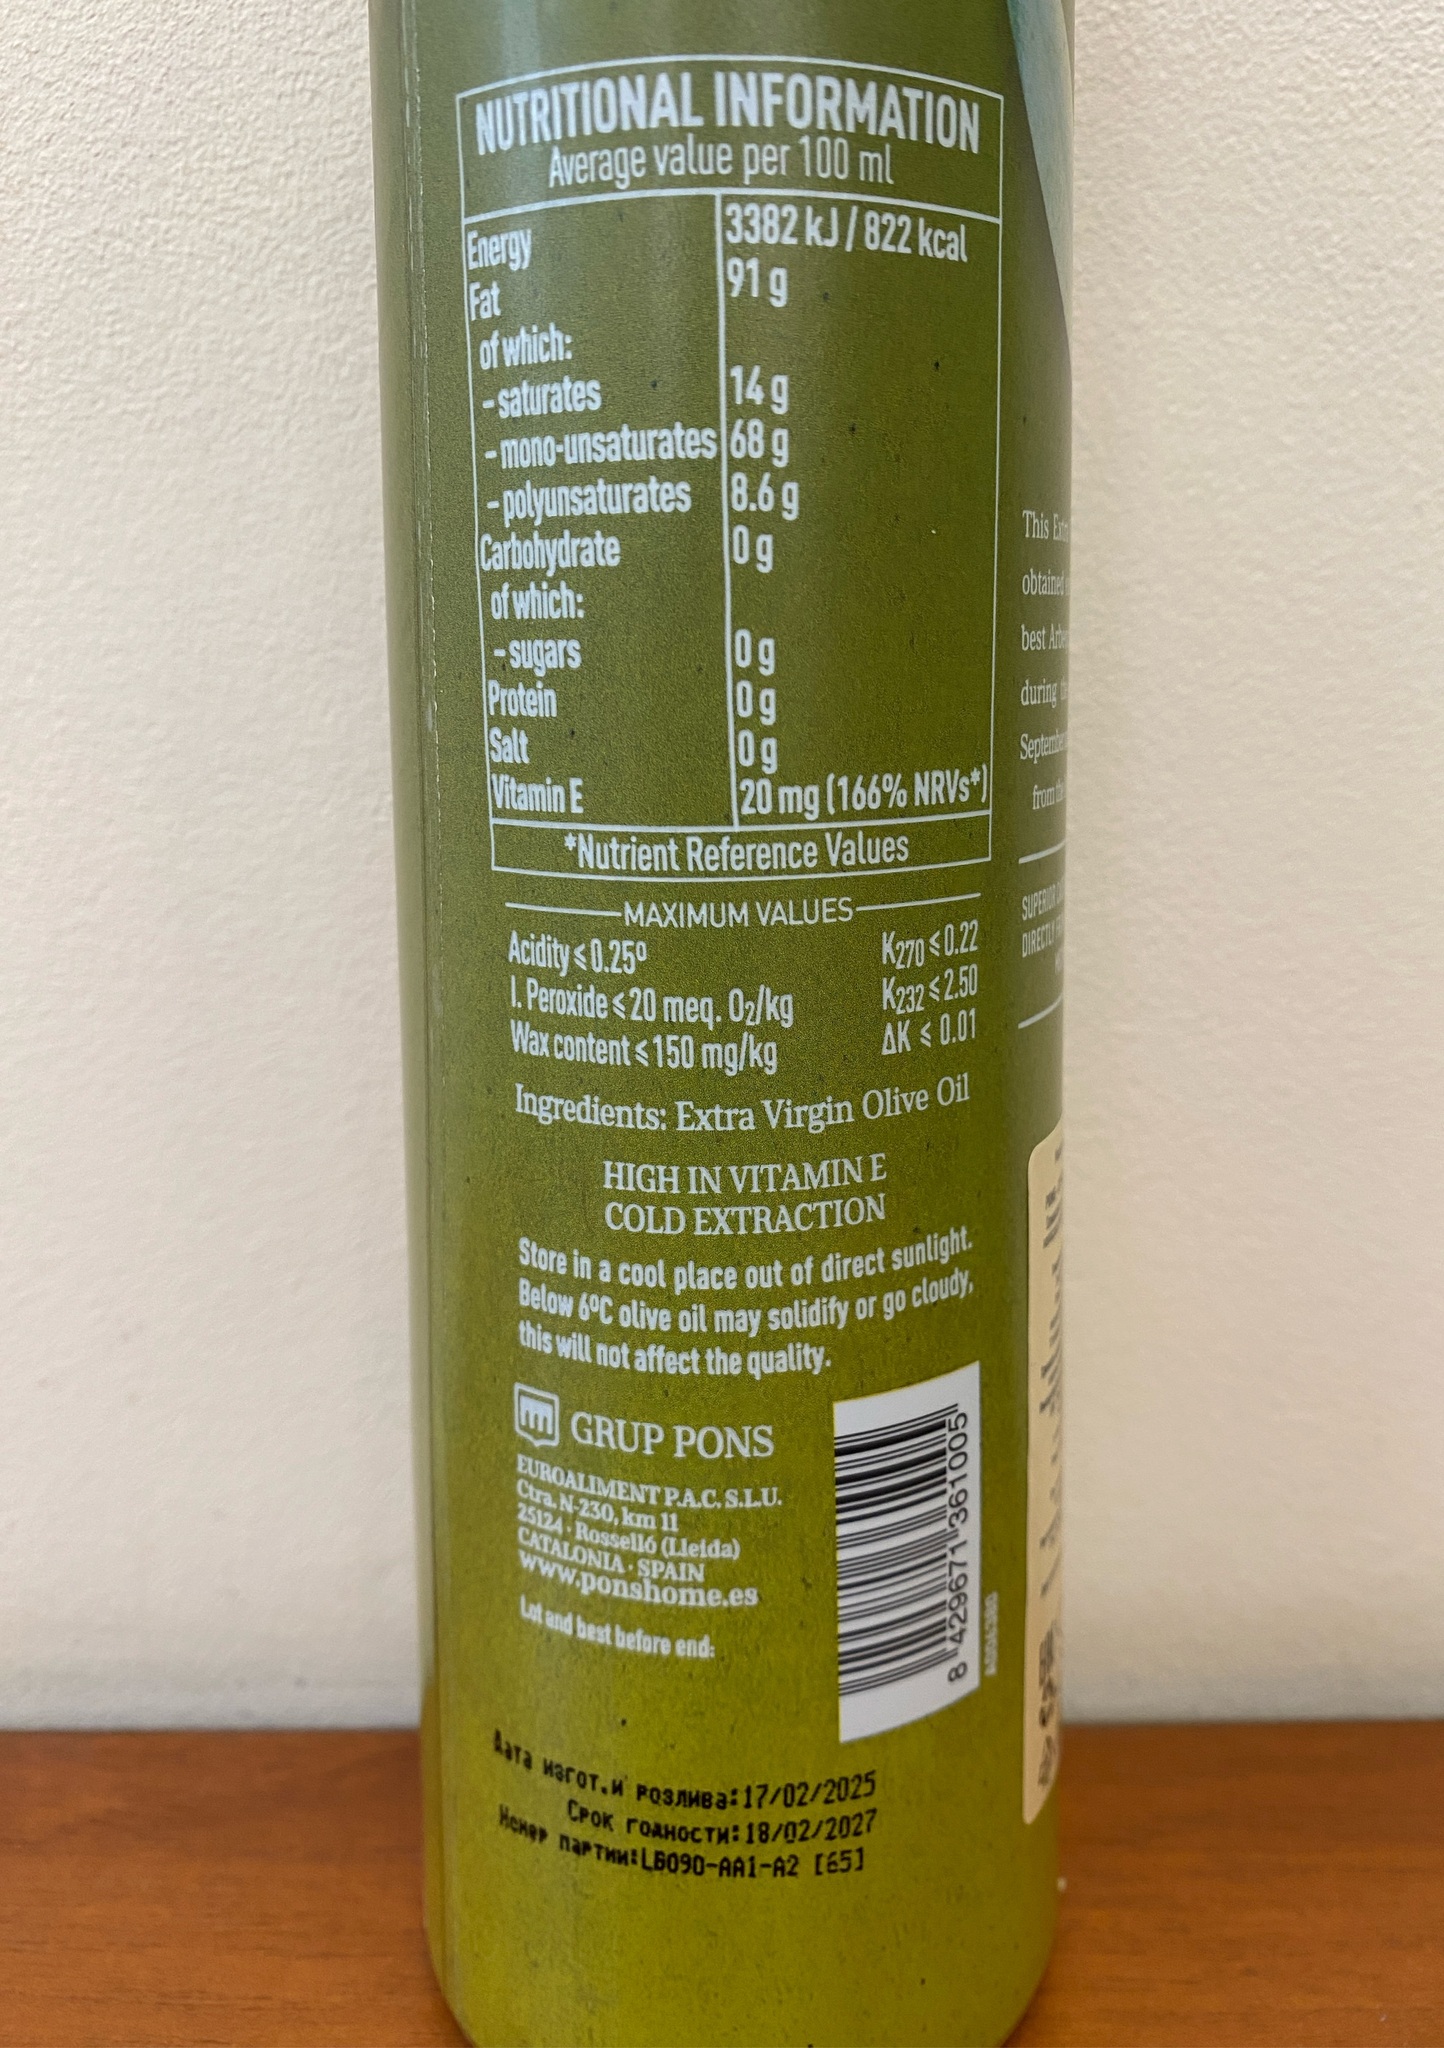 NUTRITIONAL INFORMATION
Average value per 100 ml
Energy 3382 kJ / 822 kcal
Fat 91 g
of which:
- saturates 14 g
- mono-unsaturates 68 g
- polyunsaturates 8.6 g
Carbohydrate 0 g
of which:
- sugars 0 g
Protein 0 g
Salt 0 g
Vitamin E 20 mg (166% NRVs*)
*Nutrient Reference Values
MAXIMUM VALUES
Acidity ≤ 0.25º K270 ≤ 0.22
I. Peroxide ≤ 20 meq. O2/kg K232 ≤ 2.50
Wax content ≤ 150 mg/kg ΔK ≤ 0.01
Ingredients: Extra Virgin Olive Oil
HIGH IN VITAMIN E
COLD EXTRACTION
Store in a cool place out of direct sunlight.
Below 6ºC olive oil may solidify or go cloudy,
this will not affect the quality.
GRUP PONS
EUROALIMENT P.A.C. S.L.U.
Ctra. N-230, km 11
25124 · Rosselló (Lleida)
CATALONIA · SPAIN
www.ponshome.es
Lot and best before end:
8 429671 361005
Дата изгот.и розлива:17/02/2025
Срок годности:18/02/2027
Номер партии:L6090-AA1-A2 [65]
This
obtained
best
during
September
from
SUPERIOR
DIRECTLY